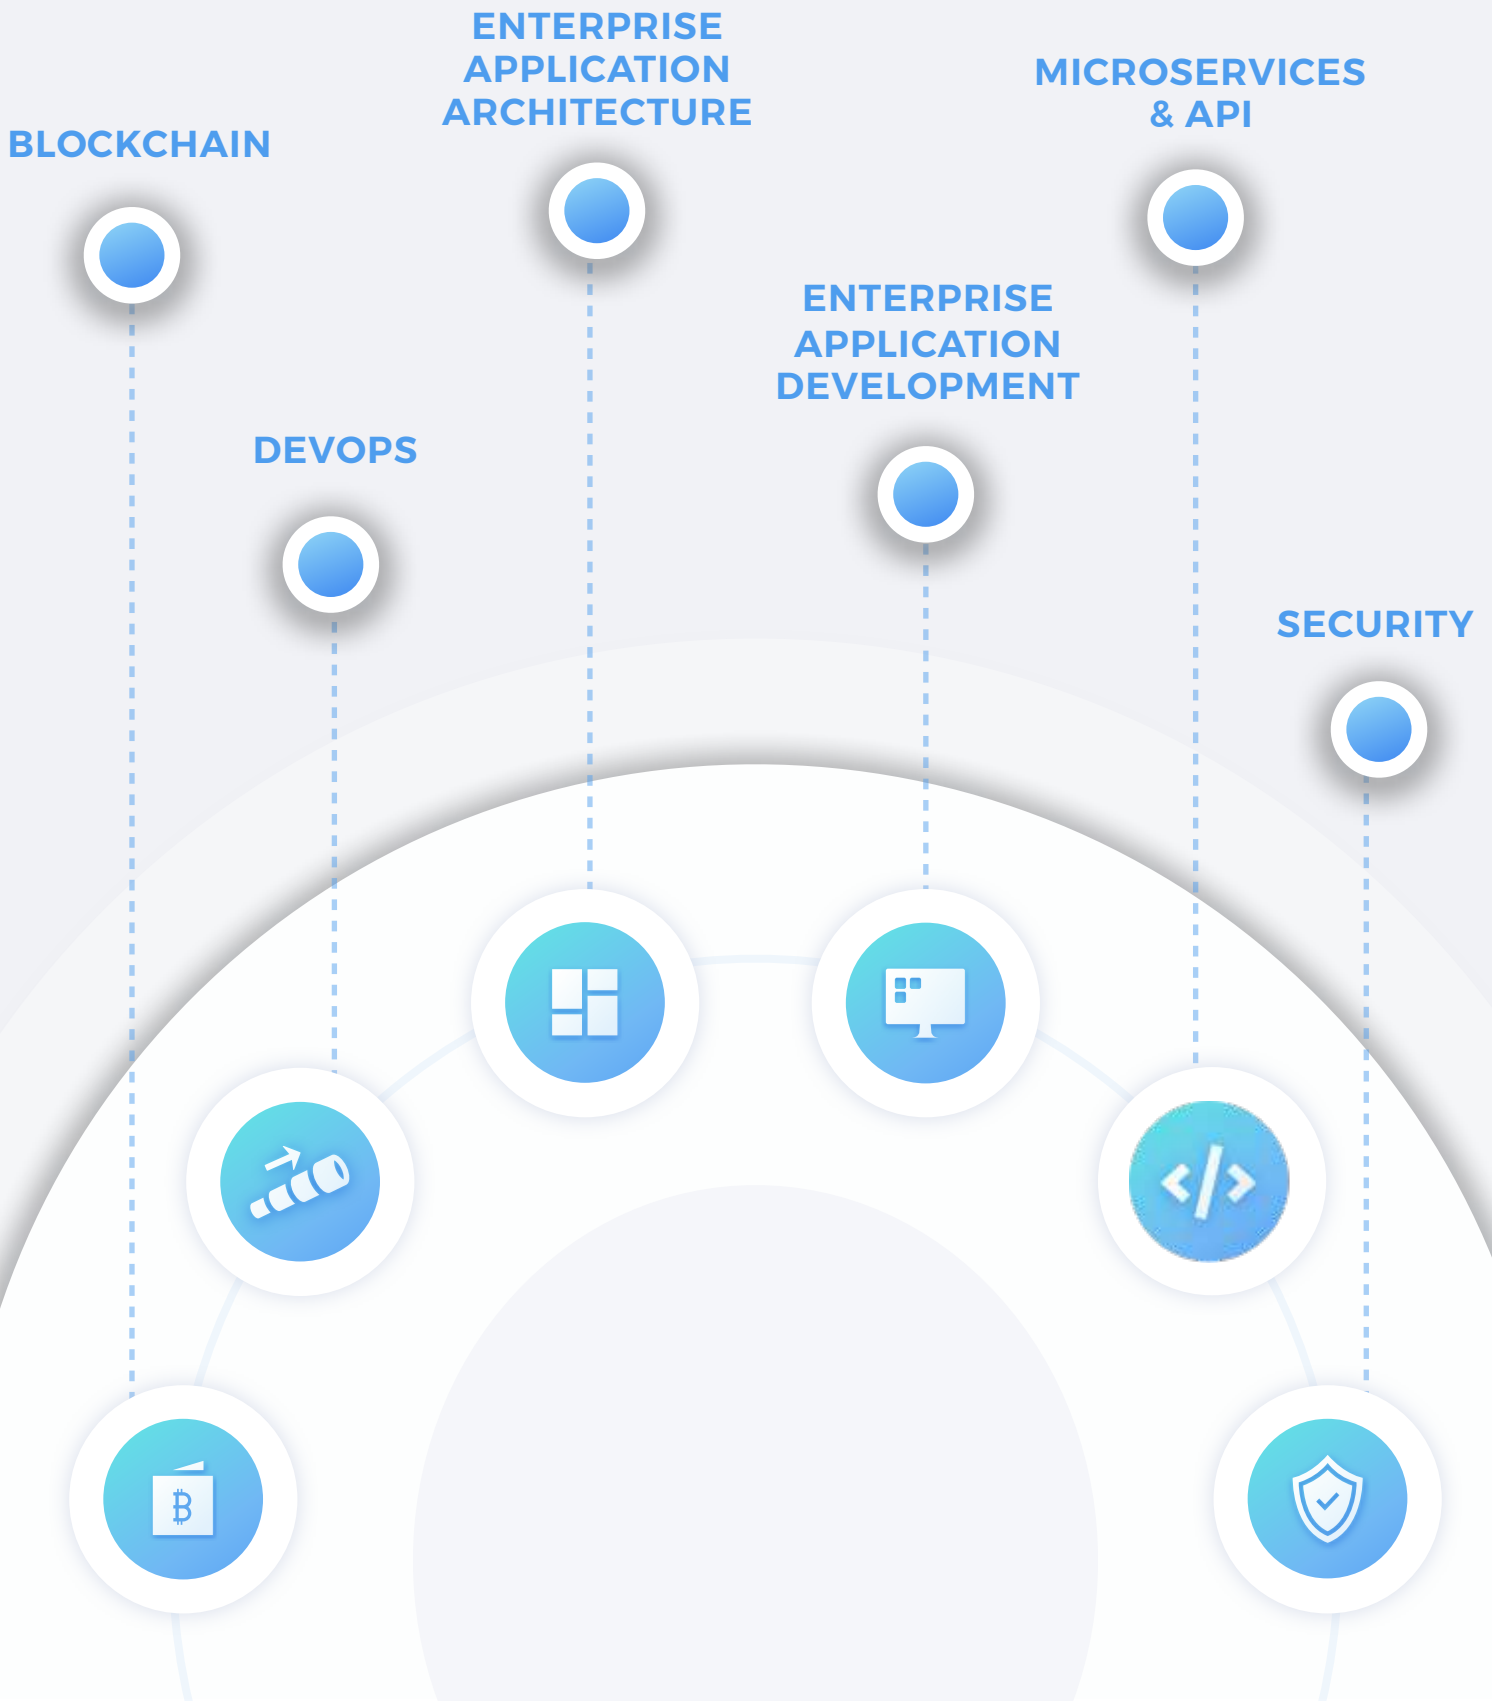 ENTERPRISE
APPLICATION
ARCHITECTURE
MICROSERVICES
& API
BLOCKCHAIN
ENTERPRISE
APPLICATION
DEVELOPMENT
DEVOPS
SECURITY